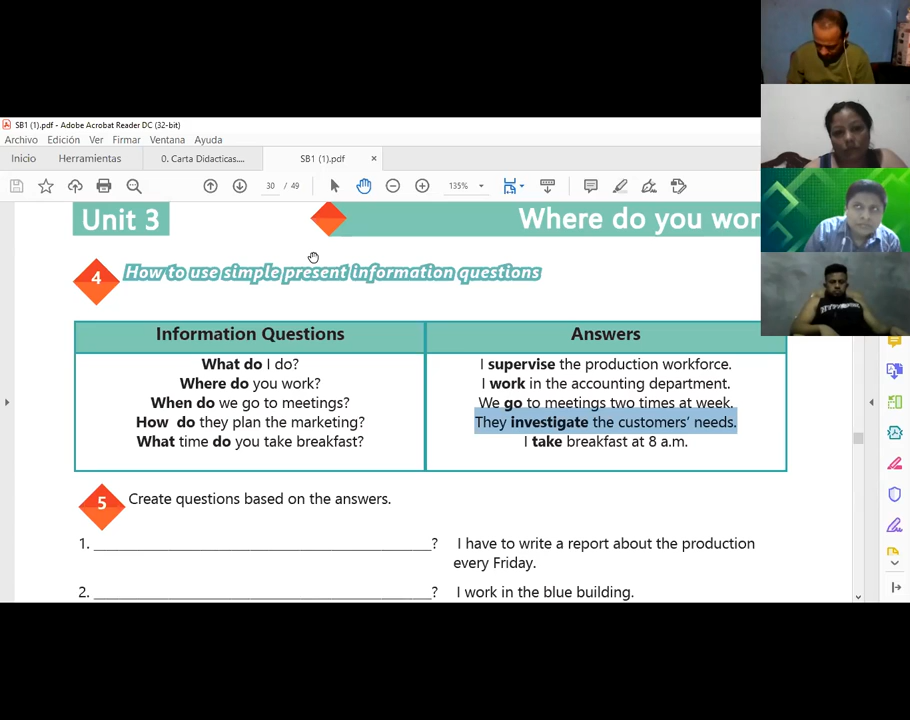 SB1 (1).pdf - Adobe Acrobat Reader DC (32-bit)
Archivo Edición Ver Firmar Ventana Ayuda
Inicio Herramientas 0. Carta Didacticas.... SB1 (1).pdf ×
30 / 49 135%
Unit 3 Where do you wor
4 How to use simple present information questions
Information Questions Answers
What do I do? I supervise the production workforce.
Where do you work? I work in the accounting department.
When do we go to meetings? We go to meetings two times at week.
How do they plan the marketing? They investigate the customers’ needs.
What time do you take breakfast? I take breakfast at 8 a.m.
5 Create questions based on the answers.
1. ________________________________________? I have to write a report about the production
every Friday.
2. ________________________________________? I work in the blue building.